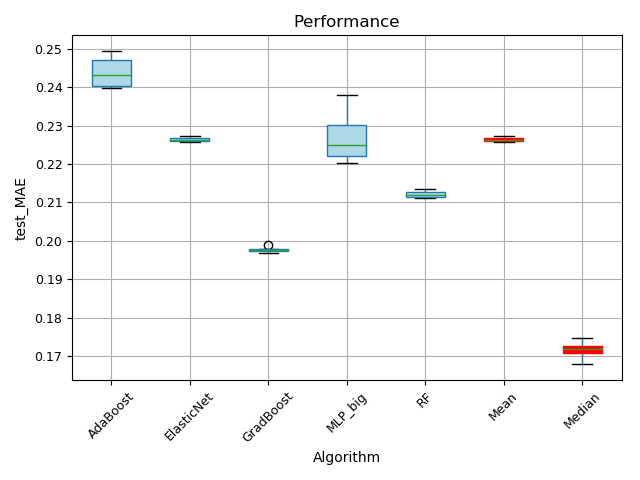 Performance
0.25
0.24
0.23
0.22
0.21
0.20
0.19
0.18
0.17
test_MAE
AdaBoost
ElasticNet
GradBoost
MLP_big
RF
Mean
Median
Algorithm